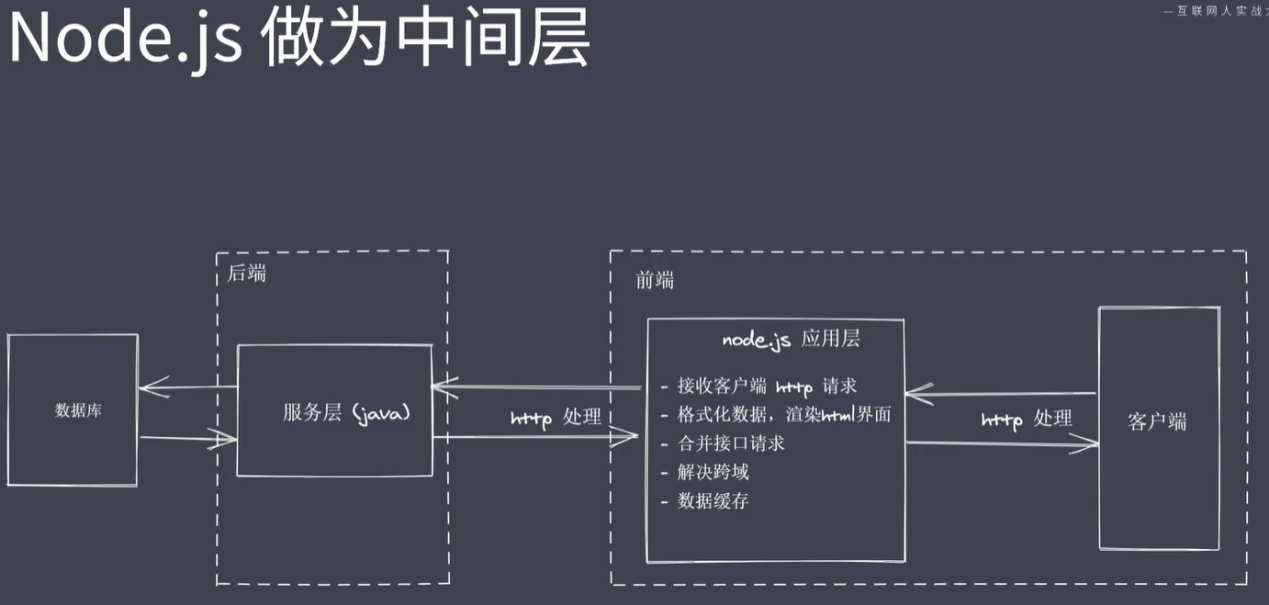 一互联网人实战
Node.js 做为中间层
后端
前端
数据库
服务层 (java)
http 处理
node.js 应用层
- 接收客户端 http 请求
- 格式化数据，渲染html界面
- 合并接口请求
- 解决跨域
- 数据缓存
http 处理
客户端